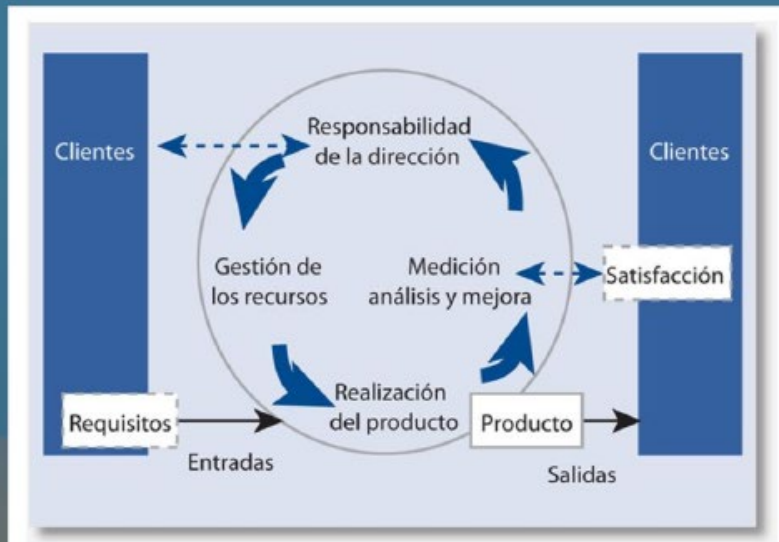 Responsabilidad
de la dirección
Clientes
Clientes
Gestión de
los recursos
Medición
análisis y mejora
Satisfacción
Realización
del producto
Requisitos
Producto
Entradas
Salidas